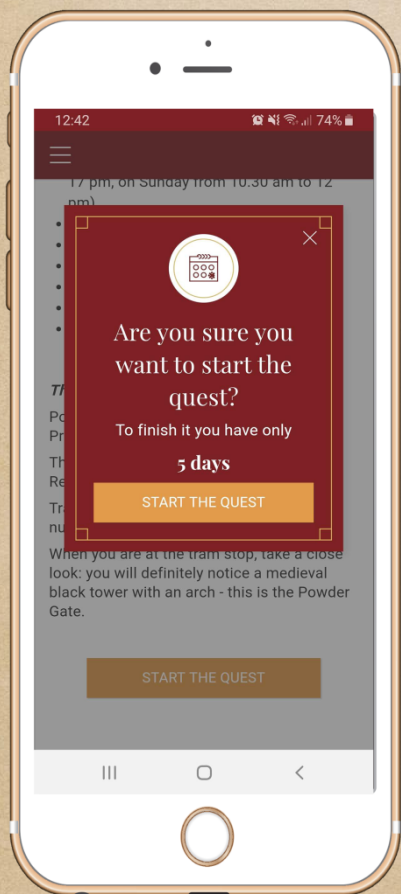 12:42 74%
17 pm, on Sunday from 10.30 am to 12
pm)
Are you sure you
want to start the
quest?
To finish it you have only
5 days
START THE QUEST
Th
Po
Pr
Th
Re
Tr
nu
When you are at the tram stop, take a close
look: you will definitely notice a medieval
black tower with an arch - this is the Powder
Gate.
START THE QUEST